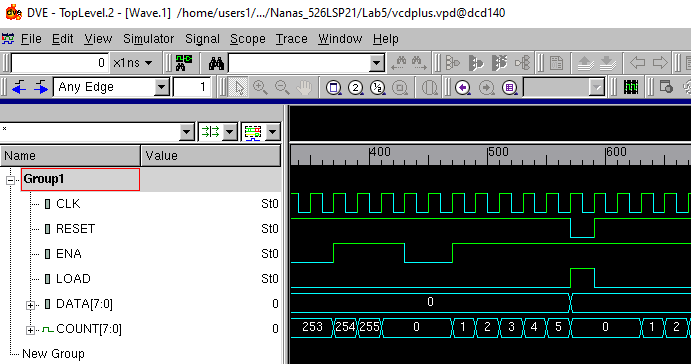 DVE - TopLevel.2 - [Wave.1] /home/users1/.../Nanas_526LSP21/Lab5/vcdplus.vpd@dcd140
File Edit View Simulator Signal Scope Trace Window Help
0 x1ns
Any Edge 1
*
Name Value
400 500 600
Group1
CLK St0
RESET St0
ENA St0
LOAD St0
DATA[7:0] 0 0
COUNT[7:0] 0 253 254 255 0 1 2 3 4 5 0 1 2
New Group